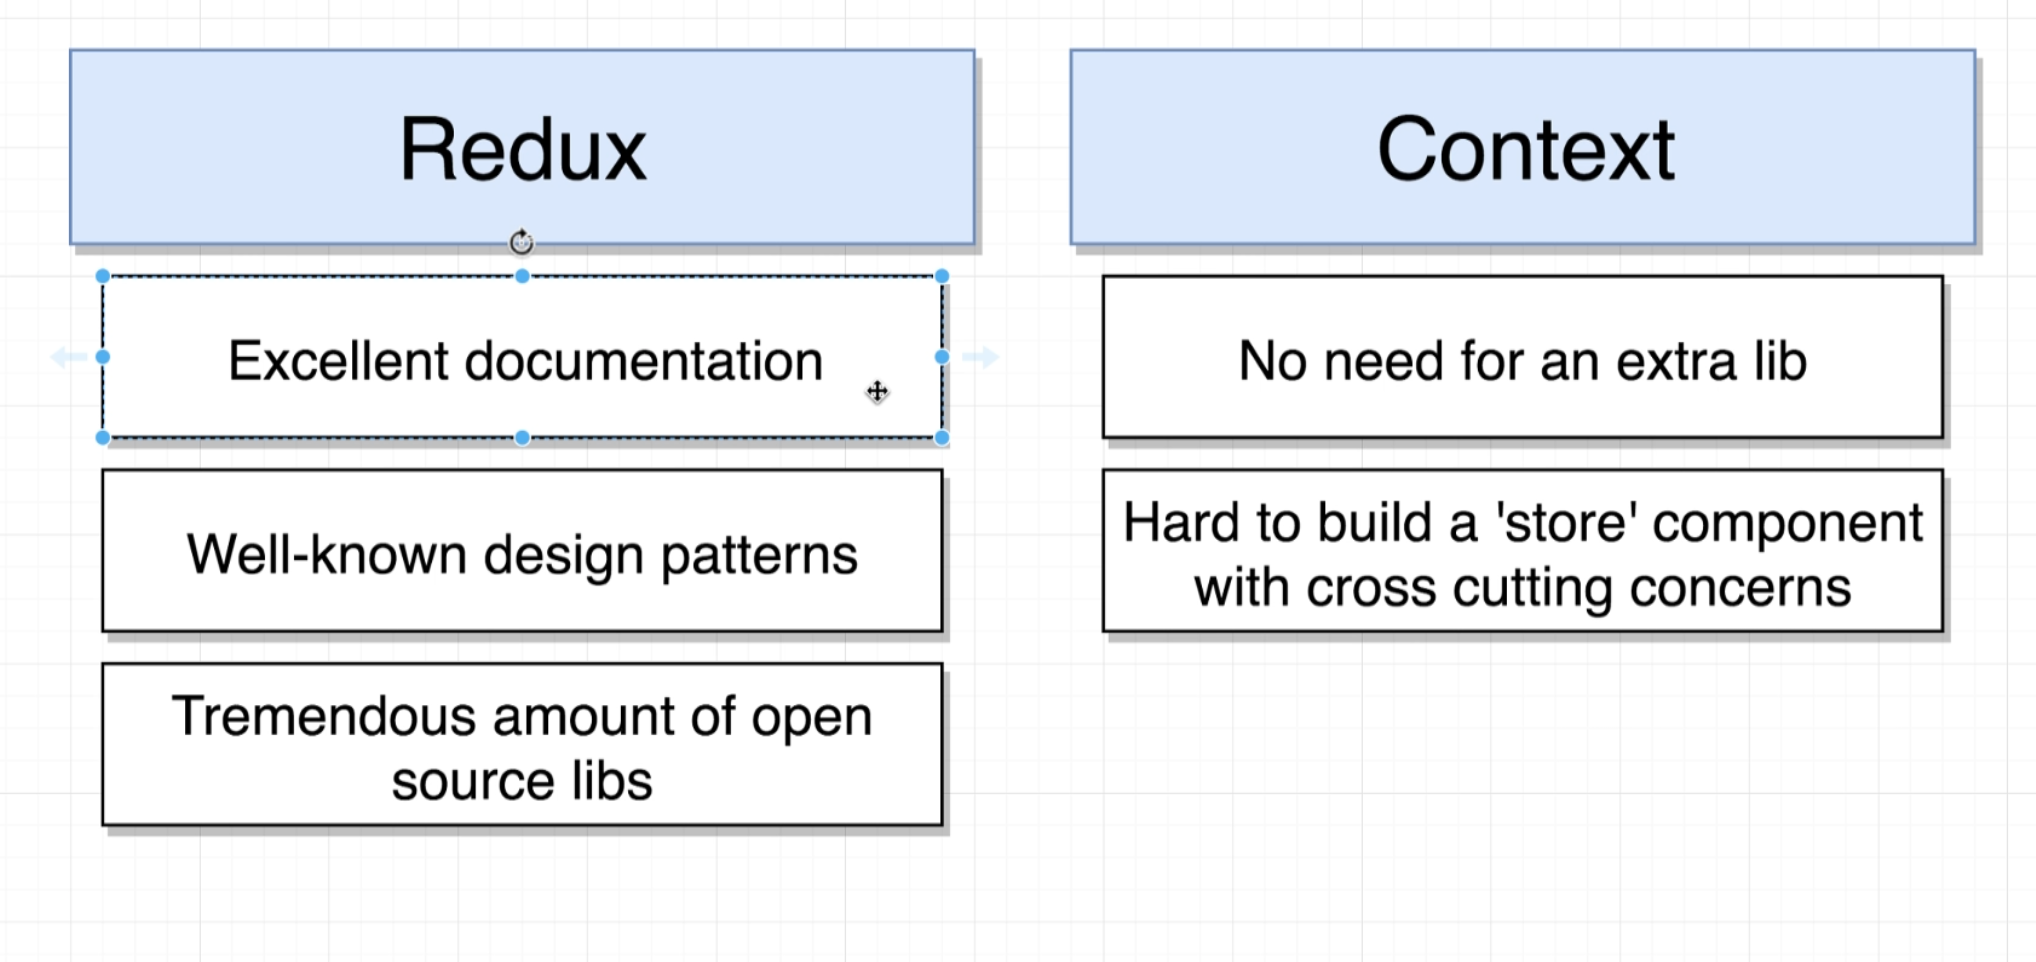 Redux
Excellent documentation
Well-known design patterns
Tremendous amount of open
source libs
Context
No need for an extra lib
Hard to build a 'store' component
with cross cutting concerns